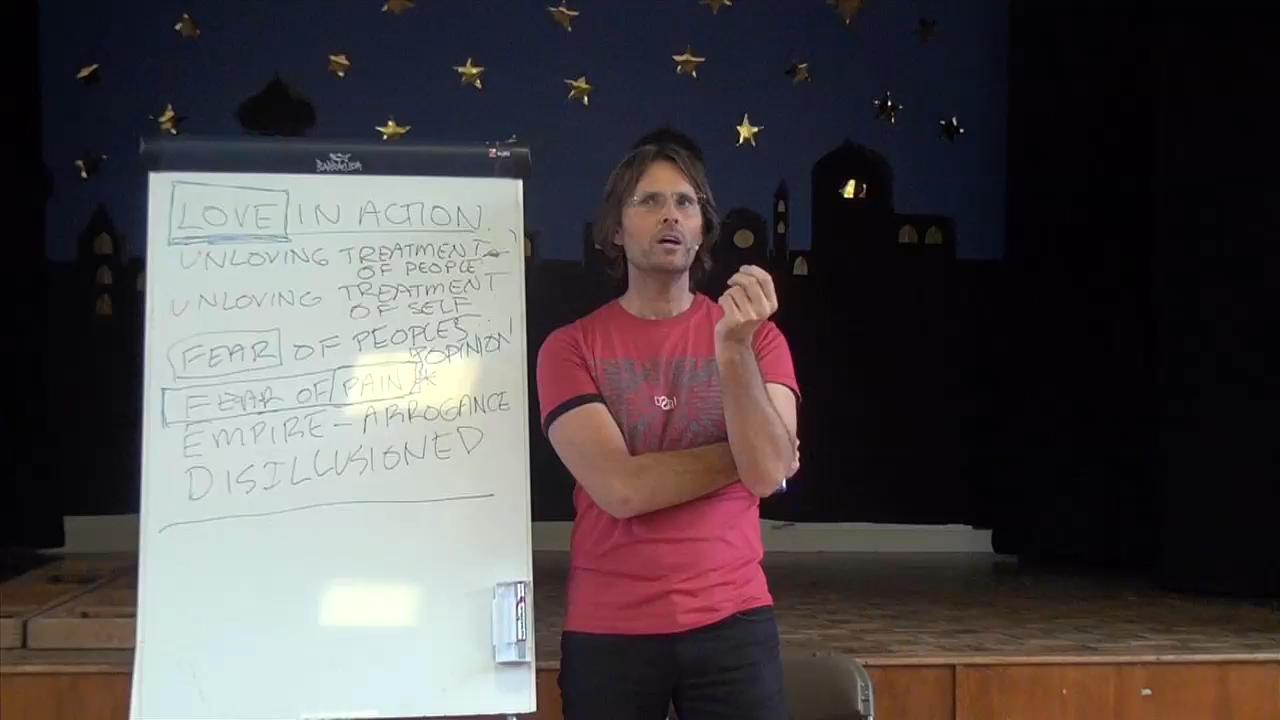 LOVE IN ACTION.
UNLOVING TREATMENT
OF PEOPLE
UNLOVING TREATMENT
OF SELF
FEAR OF PEOPLE'S
OPINION
FEAR OF PAIN *
EMPIRE - ARROGANCE
DISILLUSIONED